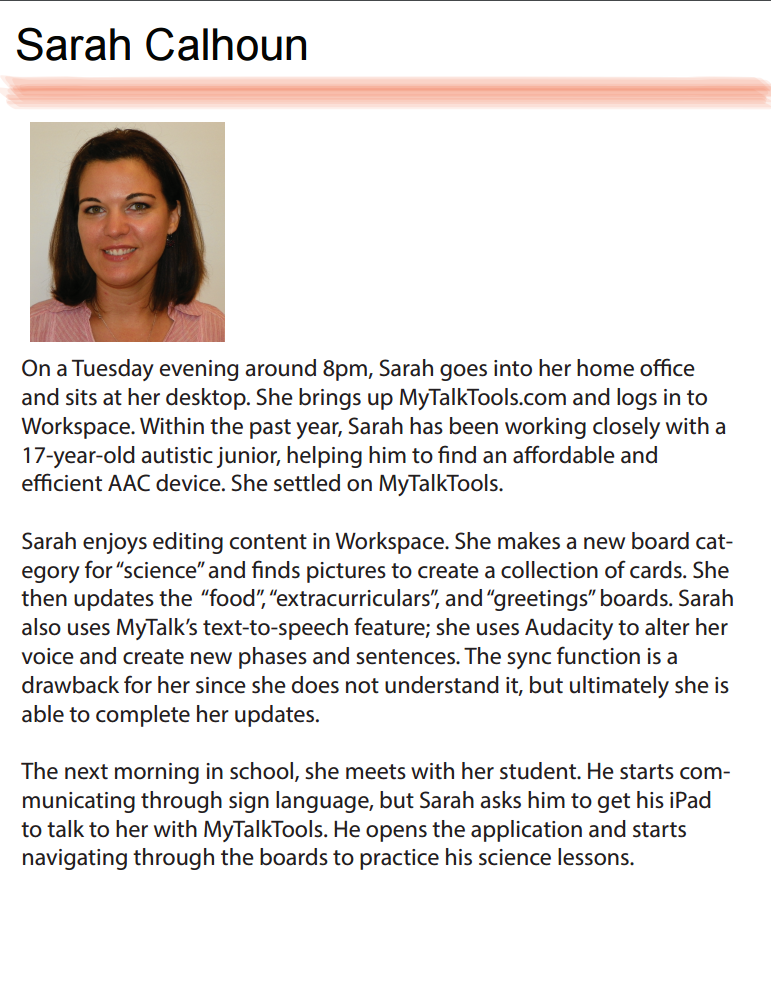 Sarah Calhoun
On a Tuesday evening around 8pm, Sarah goes into her home office
and sits at her desktop. She brings up MyTalkTools.com and logs in to
Workspace. Within the past year, Sarah has been working closely with a
17-year-old autistic junior, helping him to find an affordable and
efficient AAC device. She settled on MyTalkTools.
Sarah enjoys editing content in Workspace. She makes a new board cat-
egory for “science” and finds pictures to create a collection of cards. She
then updates the “food”, “extracurriculars”, and “greetings” boards. Sarah
also uses MyTalk’s text-to-speech feature; she uses Audacity to alter her
voice and create new phases and sentences. The sync function is a
drawback for her since she does not understand it, but ultimately she is
able to complete her updates.
The next morning in school, she meets with her student. He starts com-
municating through sign language, but Sarah asks him to get his iPad
to talk to her with MyTalkTools. He opens the application and starts
navigating through the boards to practice his science lessons.